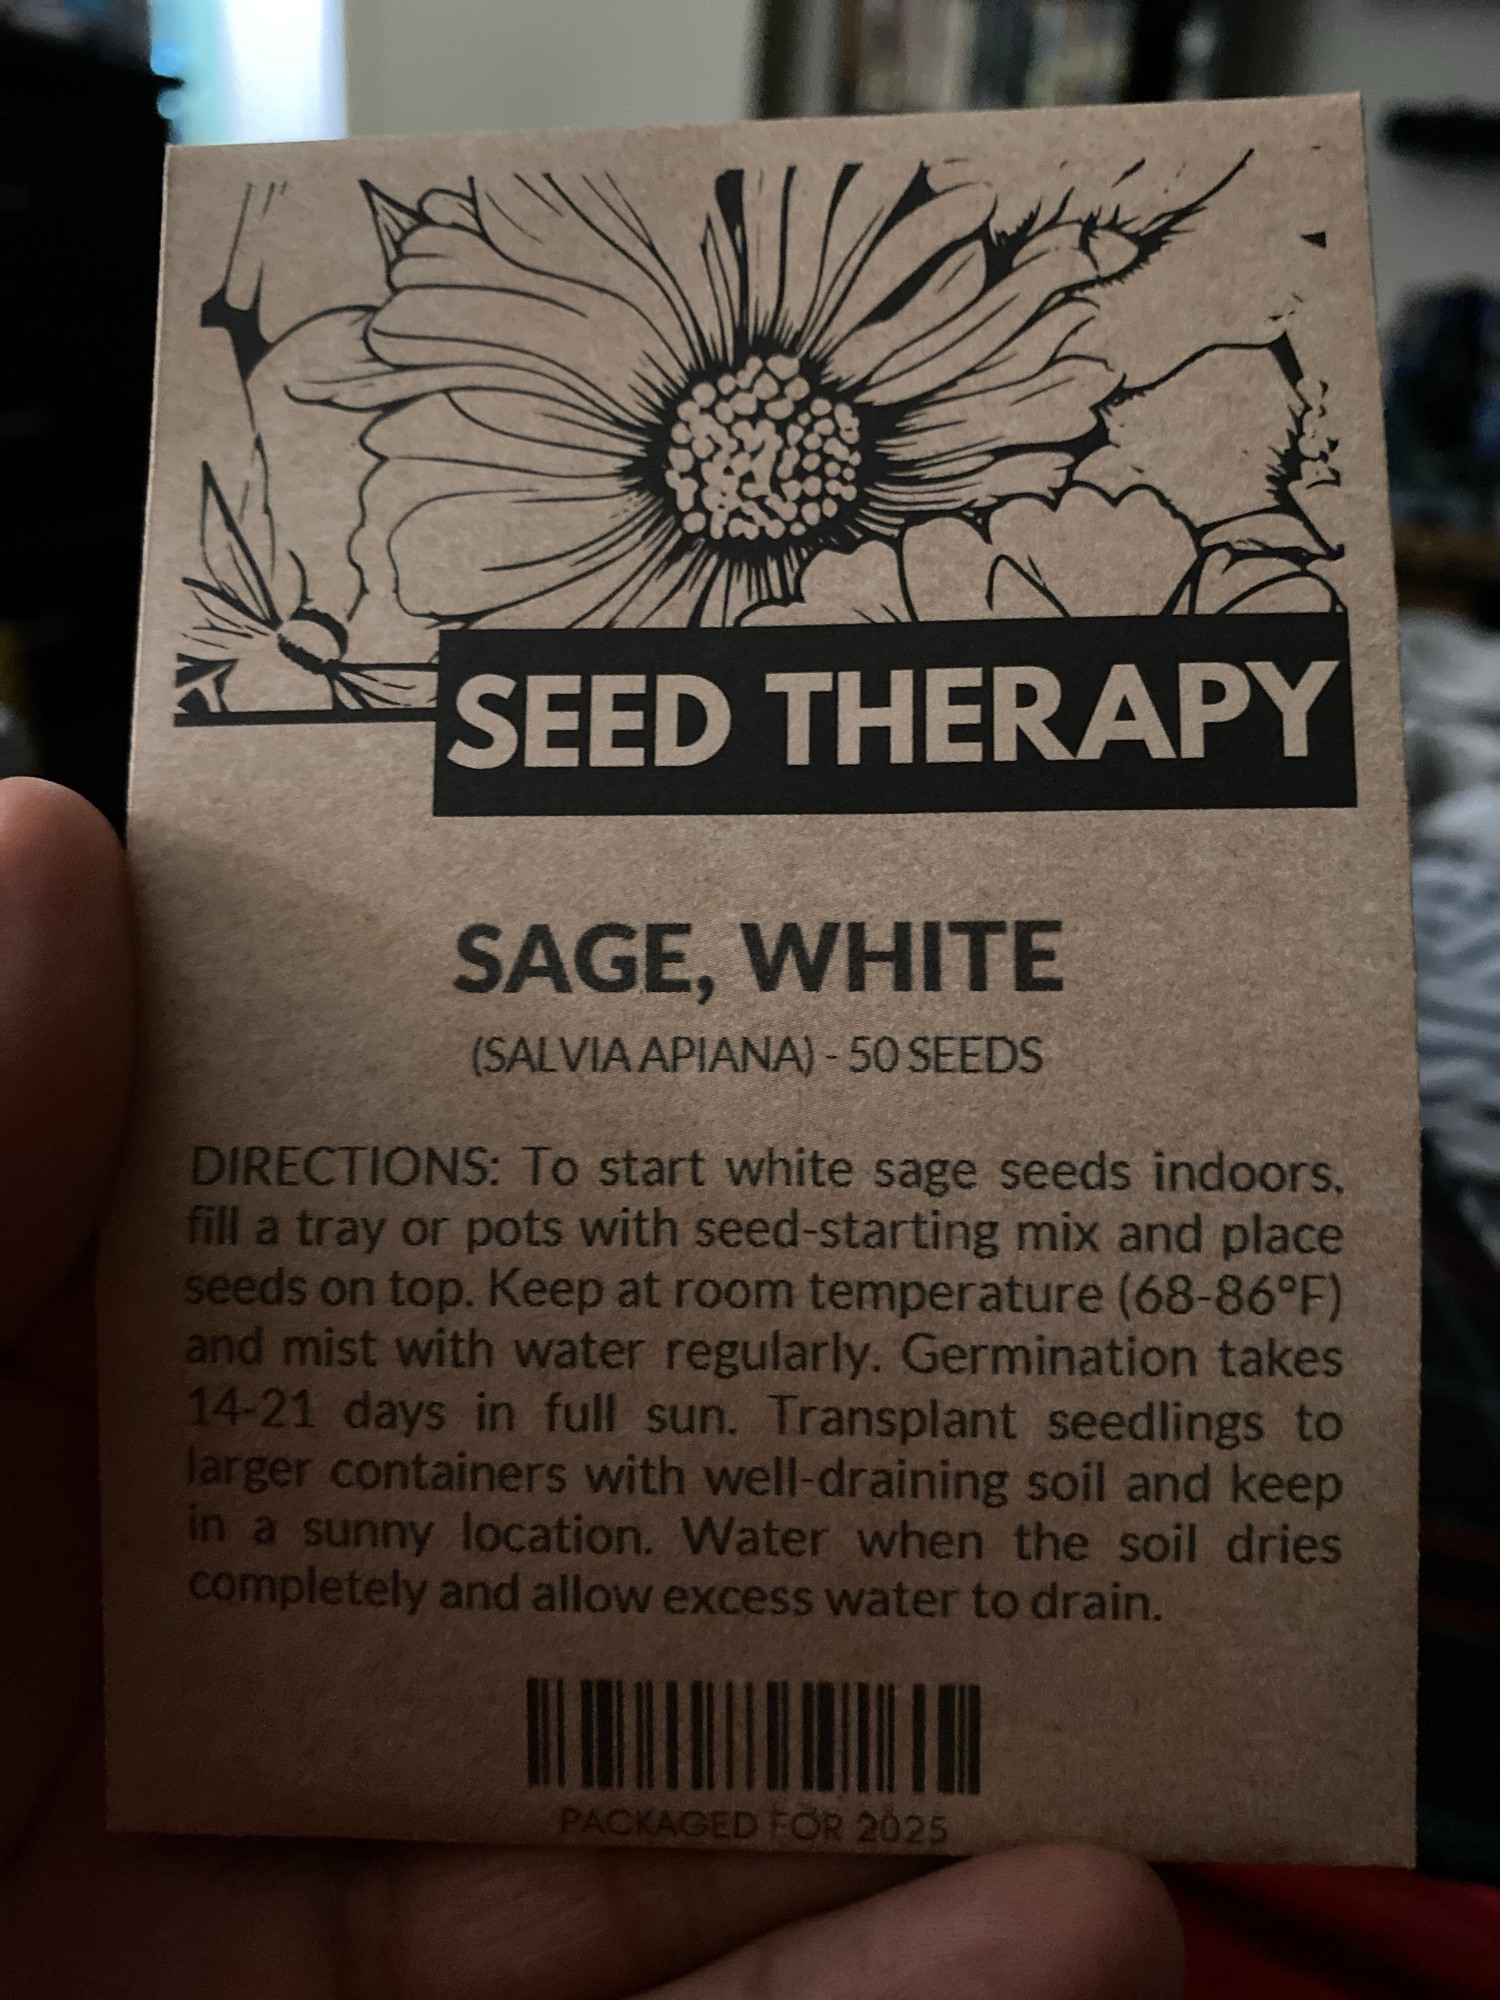 SEED THERAPY
SAGE, WHITE
(SALVIA APIANA) - 50 SEEDS
DIRECTIONS: To start white sage seeds indoors,
fill a tray or pots with seed-starting mix and place
seeds on top. Keep at room temperature (68-86°F)
and mist with water regularly. Germination takes
14-21 days in full sun. Transplant seedlings to
larger containers with well-draining soil and keep
in a sunny location. Water when the soil dries
completely and allow excess water to drain.
PACKAGED FOR 2025